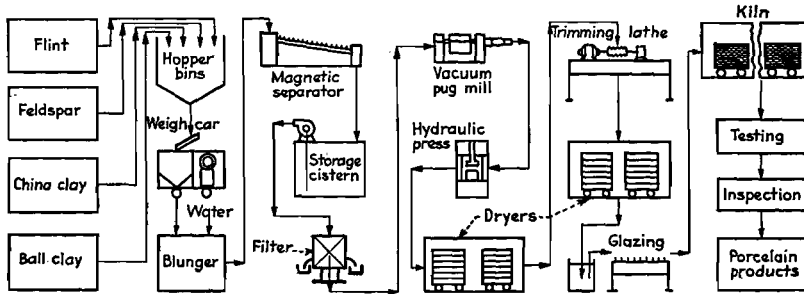 Flint
Feldspar
China clay
Ball clay
Hopper
bins
Weigh car
Water
Blunger
Magnetic
separator
Storage
cistern
Filter
Vacuum
pug mill
Hydraulic
press
Dryers
Trimming lathe
Glazing
Kiln
Testing
Inspection
Porcelain
products